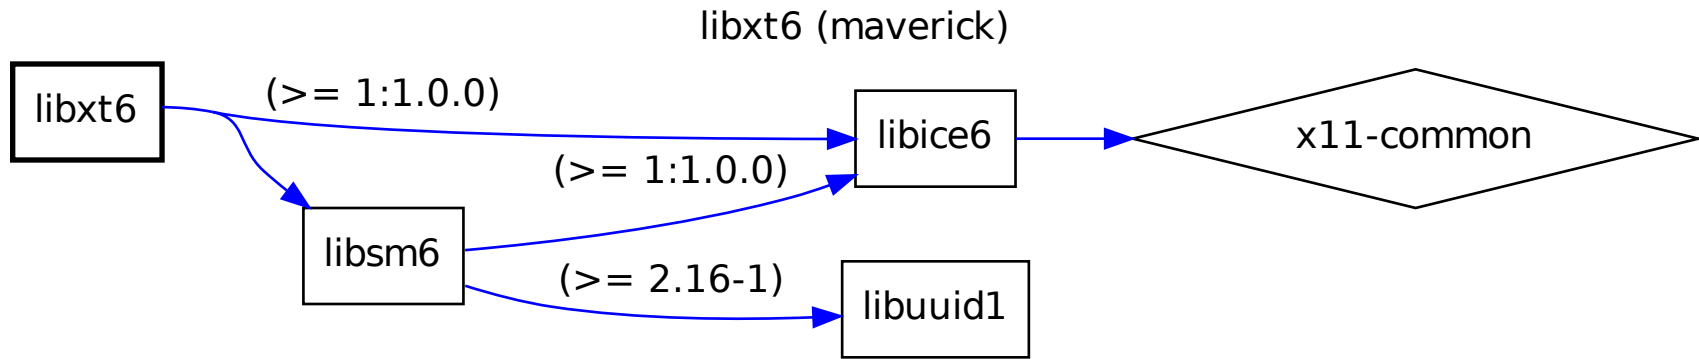 libxt6 (maverick)
libxt6
(>= 1:1.0.0)
libice6
x11-common
(>= 1:1.0.0)
libsm6
(>= 2.16-1)
libuuid1